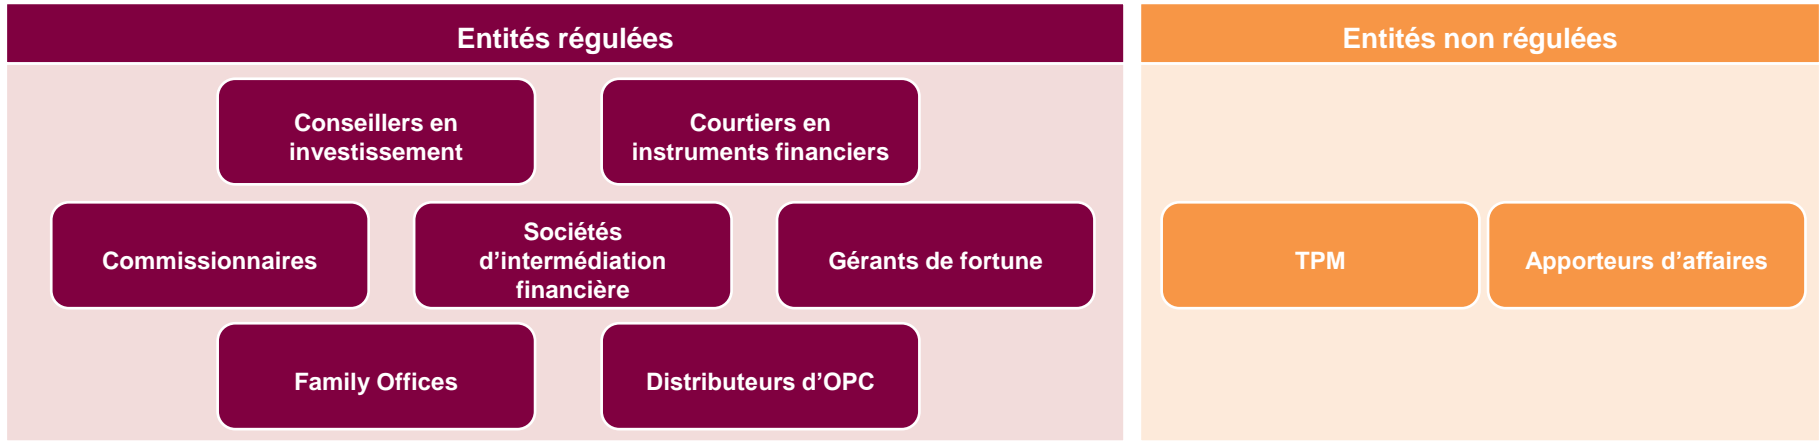 Entités régulées
Entités non régulées
Conseillers en
investissement
Courtiers en
instruments financiers
Commissionnaires
Sociétés
d’intermédiation
financière
Gérants de fortune
TPM
Apporteurs d’affaires
Family Offices
Distributeurs d’OPC